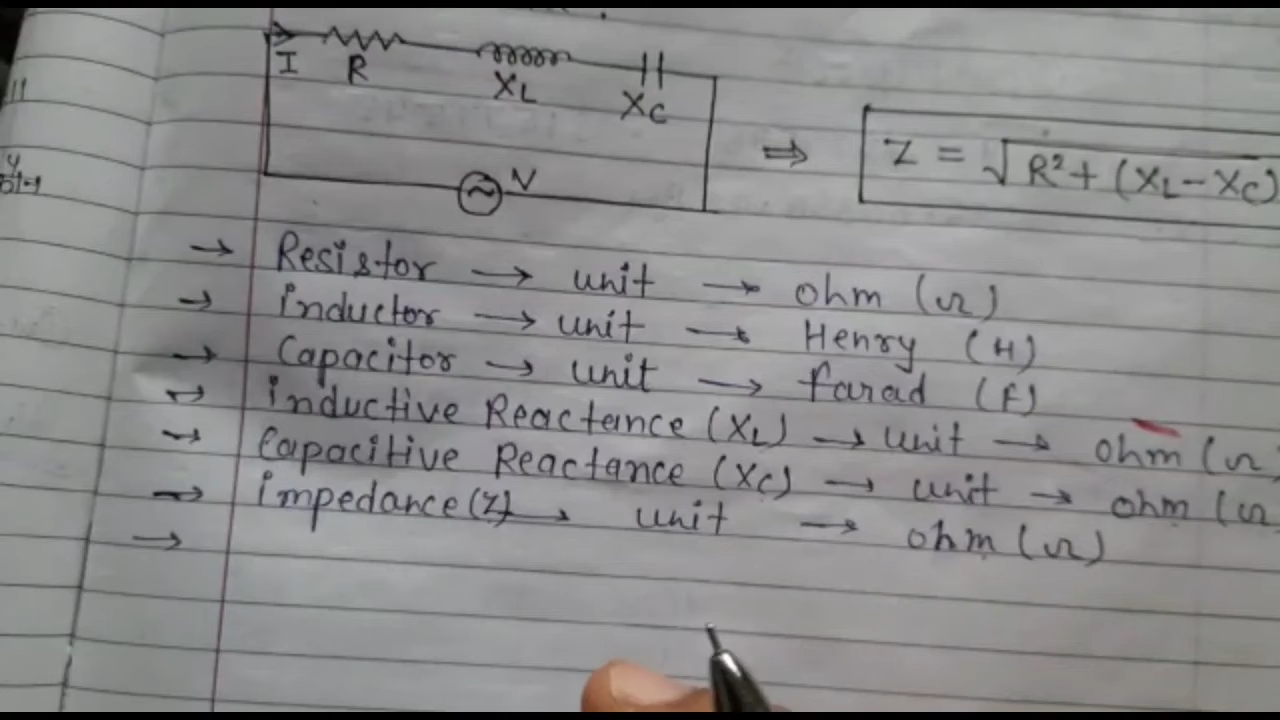 I R XL XC
V
⇒ Z = √R²+(XL-XC)
→ Resistor → unit → ohm (Ω)
→ inductor → unit → Henry (H)
→ Capacitor → unit → farad (F)
→ inductive Reactance (XL) → unit → ohm (Ω)
→ Capacitive Reactance (XC) → unit → ohm (Ω
→ impedance (Z) → unit → ohm (Ω)
→